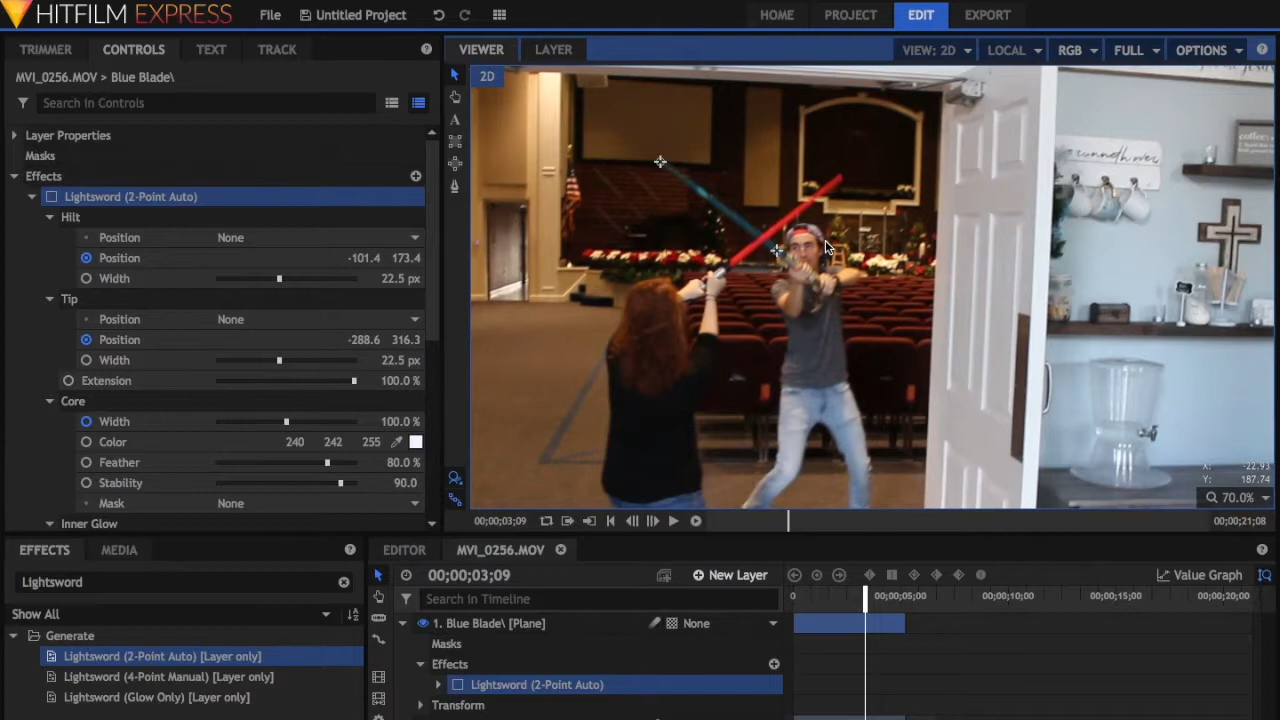 HITFILM EXPRESS
File
Untitled Project
HOME
PROJECT
EDIT
EXPORT
TRIMMER
CONTROLS
TEXT
TRACK
VIEWER
LAYER
VIEW: 2D
LOCAL
RGB
FULL
OPTIONS
MVI_0256.MOV > Blue Blade\
Search in Controls
2D
Layer Properties
Masks
Effects
Lightsword (2-Point Auto)
Hilt
Position None
Position -101.4 173.4
Width 22.5 px
Tip
Position None
Position -288.6 316.3
Width 22.5 px
Extension 100.0 %
Core
Width 100.0 %
Color 240 242 255
Feather 80.0 %
Stability 90.0
Mask None
Inner Glow
X: -22.93
Y: 187.74
70.0%
00;00;03;09
00;00;21;08
EFFECTS
MEDIA
Lightsword
Show All
Generate
Lightsword (2-Point Auto) [Layer only]
Lightsword (4-Point Manual) [Layer only]
Lightsword (Glow Only) [Layer only]
EDITOR
MVI_0256.MOV
00;00;03;09
New Layer
Value Graph
Search in Timeline
0 00;00;05;00 00;00;10;00 00;00;15;00 00;00;20;00
1. Blue Blade\ [Plane]
None
Masks
Effects
Lightsword (2-Point Auto)
Transform